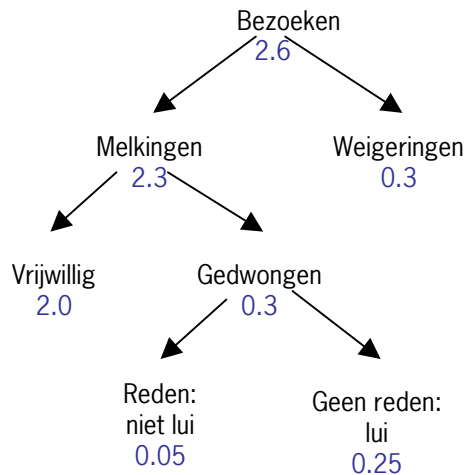 Bezoeken
2.6
Melkingen
2.3
Weigeringen
0.3
Vrijwillig
2.0
Gedwongen
0.3
Reden:
niet lui
0.05
Geen reden:
lui
0.25